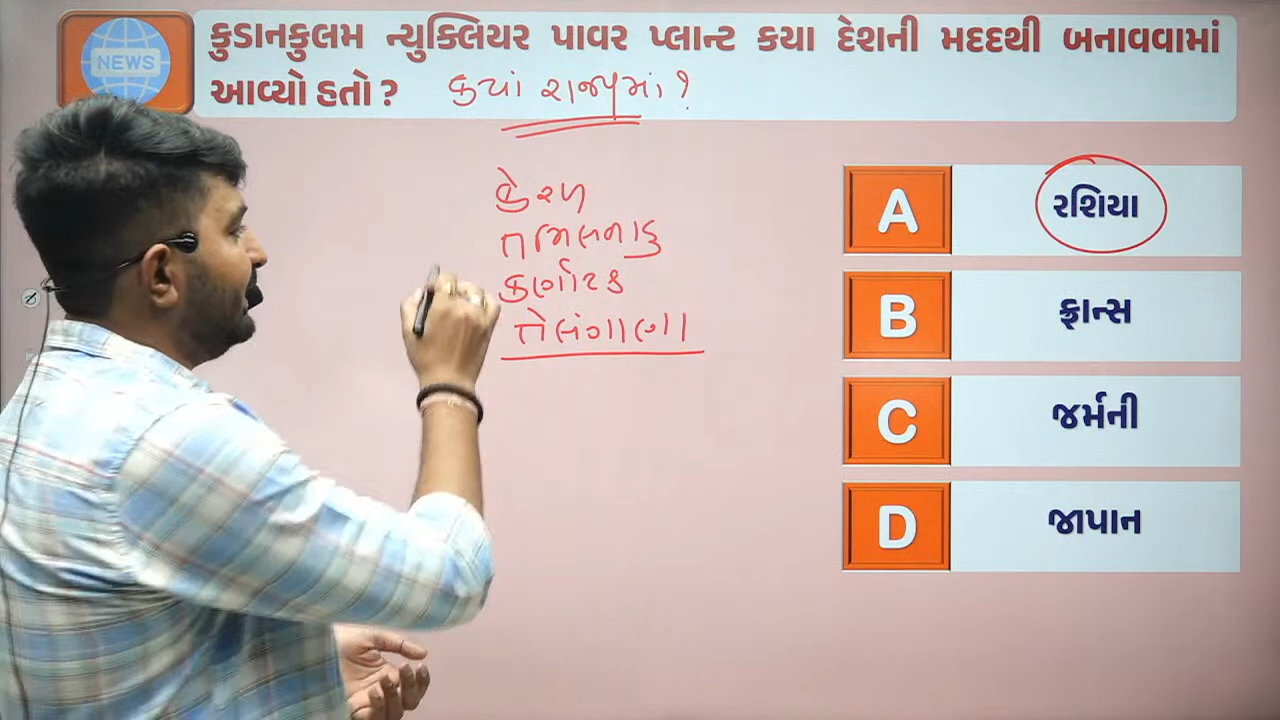 NEWS
કુડાનકુલમ ન્યુક્લિયર પાવર પ્લાન્ટ કયા દેશની મદદથી બનાવવામાં
આવ્યો હતો ? કયાં રાજ્યમાં ?
કેરળ
તમિલનાડુ
કર્ણાટક
તેલંગાણા
A રશિયા
B ફ્રાન્સ
C જર્મની
D જાપાન